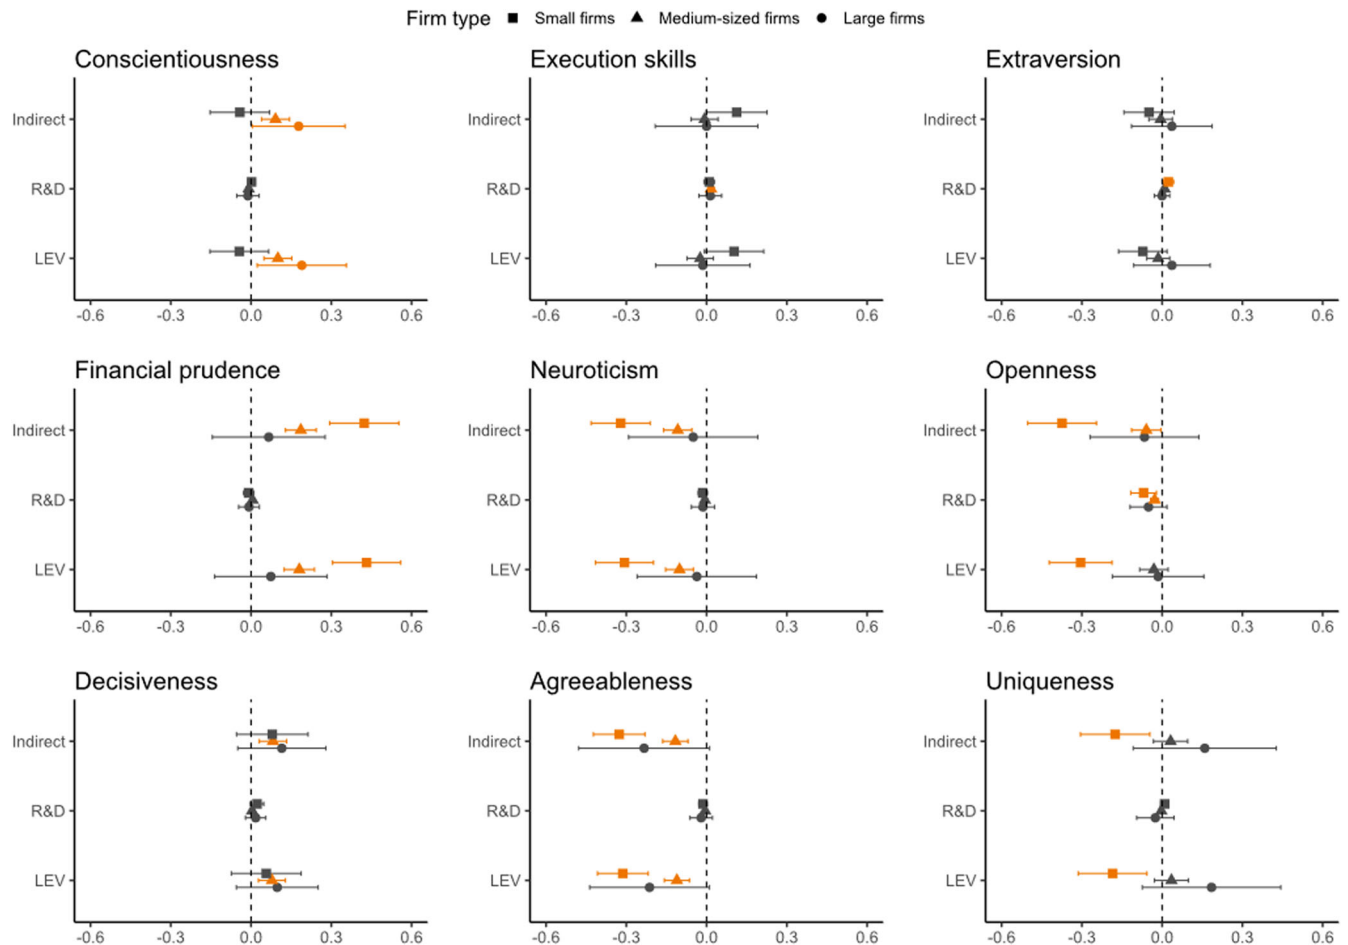 Firm type Small firms Medium-sized firms Large firms
Conscientiousness Execution skills Extraversion
Indirect Indirect Indirect
R&D R&D R&D
LEV LEV LEV
-0.6 -0.3 0.0 0.3 0.6 -0.6 -0.3 0.0 0.3 0.6 -0.6 -0.3 0.0 0.3 0.6
Financial prudence Neuroticism Openness
Indirect Indirect Indirect
R&D R&D R&D
LEV LEV LEV
-0.6 -0.3 0.0 0.3 0.6 -0.6 -0.3 0.0 0.3 0.6 -0.6 -0.3 0.0 0.3 0.6
Decisiveness Agreeableness Uniqueness
Indirect Indirect Indirect
R&D R&D R&D
LEV LEV LEV
-0.6 -0.3 0.0 0.3 0.6 -0.6 -0.3 0.0 0.3 0.6 -0.6 -0.3 0.0 0.3 0.6